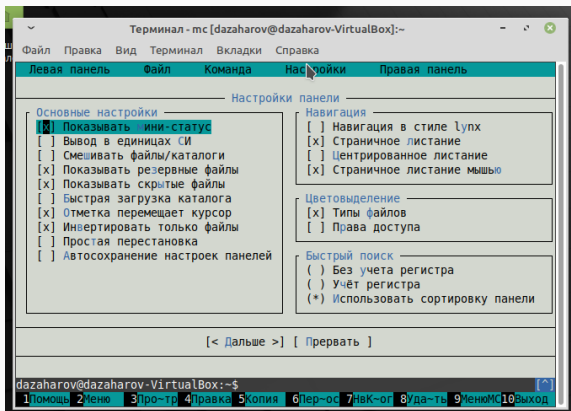 Терминал - mc [dazaharov@dazaharov-VirtualBox]:~
Файл Правка Вид Терминал Вкладки Справка
Левая панель Файл Команда Настройки Правая панель
Настройки панели
Основные настройки
[x] Показывать мини-статус
[ ] Вывод в единицах СИ
[ ] Смешивать файлы/каталоги
[x] Показывать резервные файлы
[x] Показывать скрытые файлы
[ ] Быстрая загрузка каталога
[x] Отметка перемещает курсор
[x] Инвертировать только файлы
[ ] Простая перестановка
[ ] Автосохранение настроек панелей
Навигация
[ ] Навигация в стиле lynx
[x] Страничное листание
[ ] Центрированное листание
[x] Страничное листание мышью
Цветовыделение
[x] Типы файлов
[ ] Права доступа
Быстрый поиск
( ) Без учета регистра
( ) Учёт регистра
(*) Использовать сортировку панели
[< Дальше >] [ Прервать ]
dazaharov@dazaharov-VirtualBox:~$ [^]
1Помощь 2Меню 3Про~тр 4Правка 5Копия 6Пер~ос 7НвК~ог 8Уда~ть 9МенюMC 10Выход